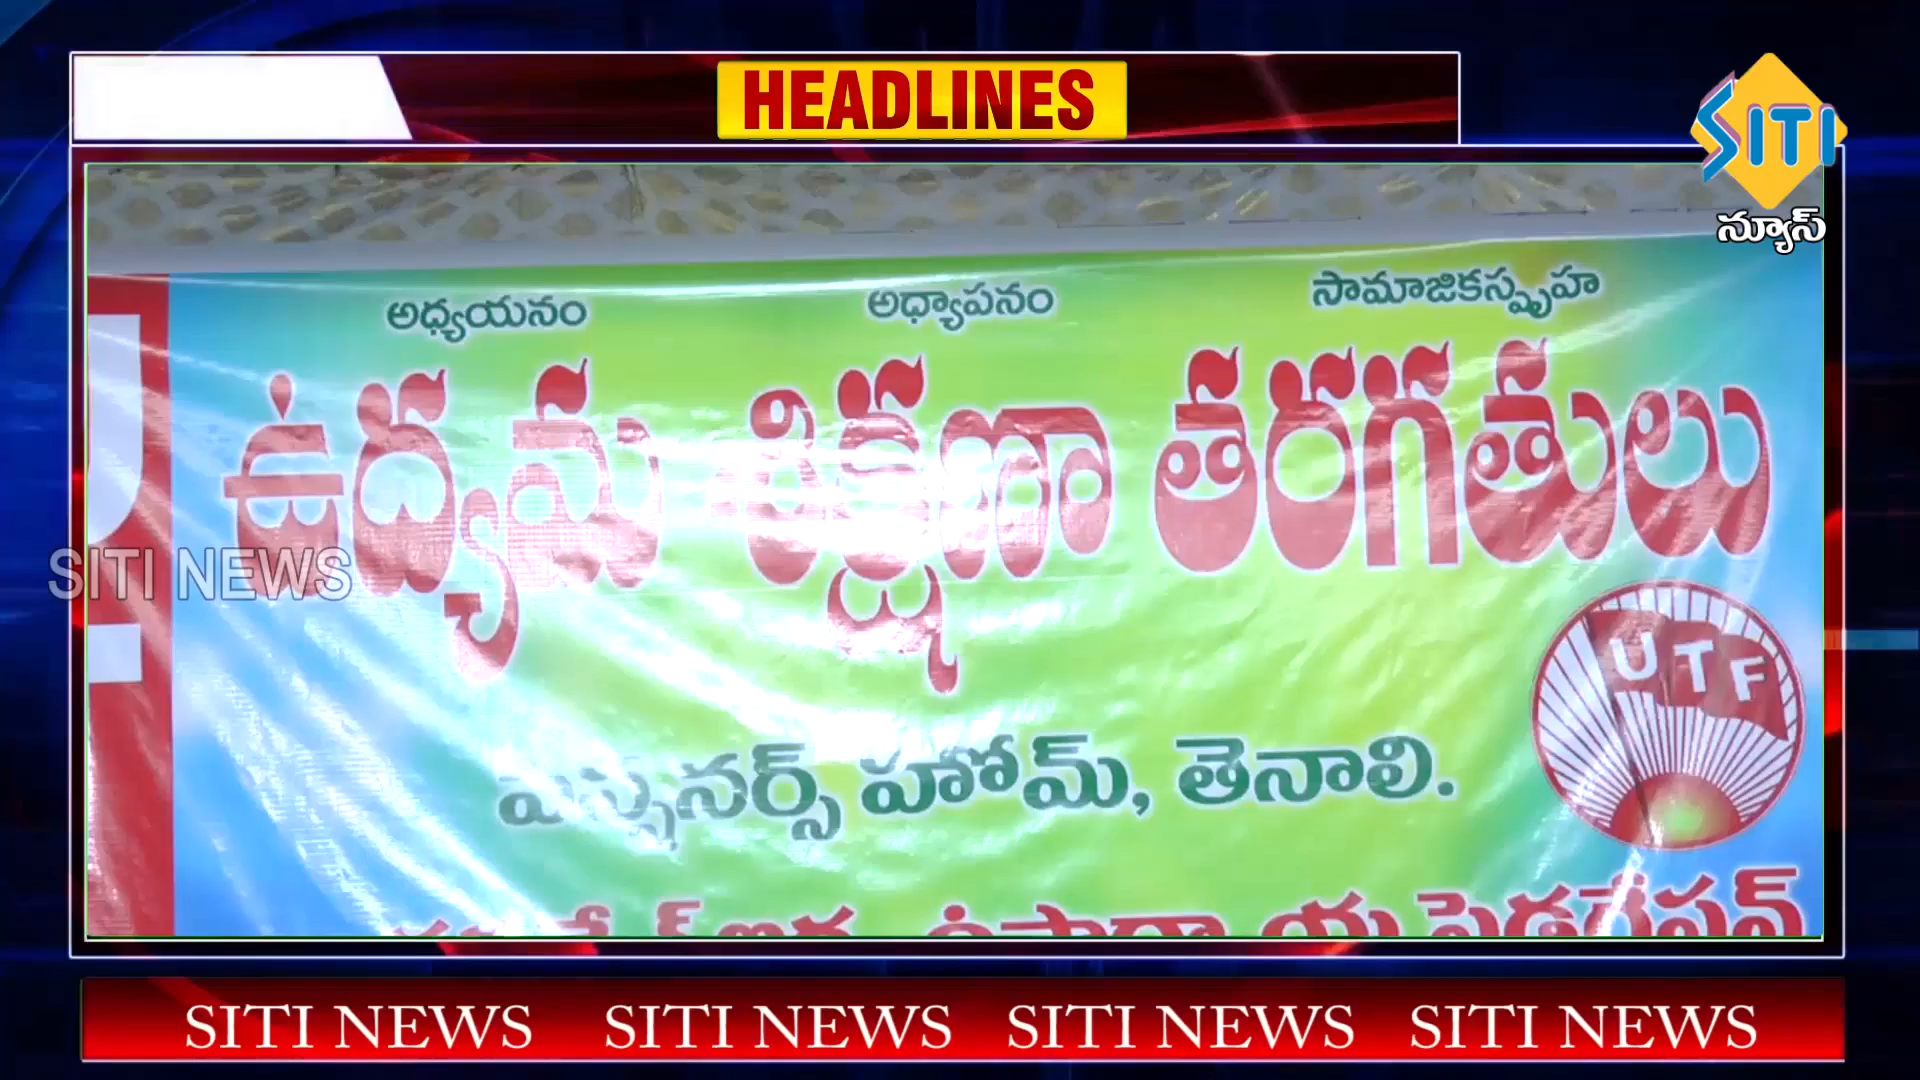 HEADLINES
SITI
న్యూస్
అధ్యయనం అధ్యాపనం సామాజికస్పృహ
ఉద్యమ శిక్షణా తరగతులు
SITI NEWS
UTF
పెన్షనర్స్ హోమ్, తెనాలి.
SITI NEWS SITI NEWS SITI NEWS SITI NEWS